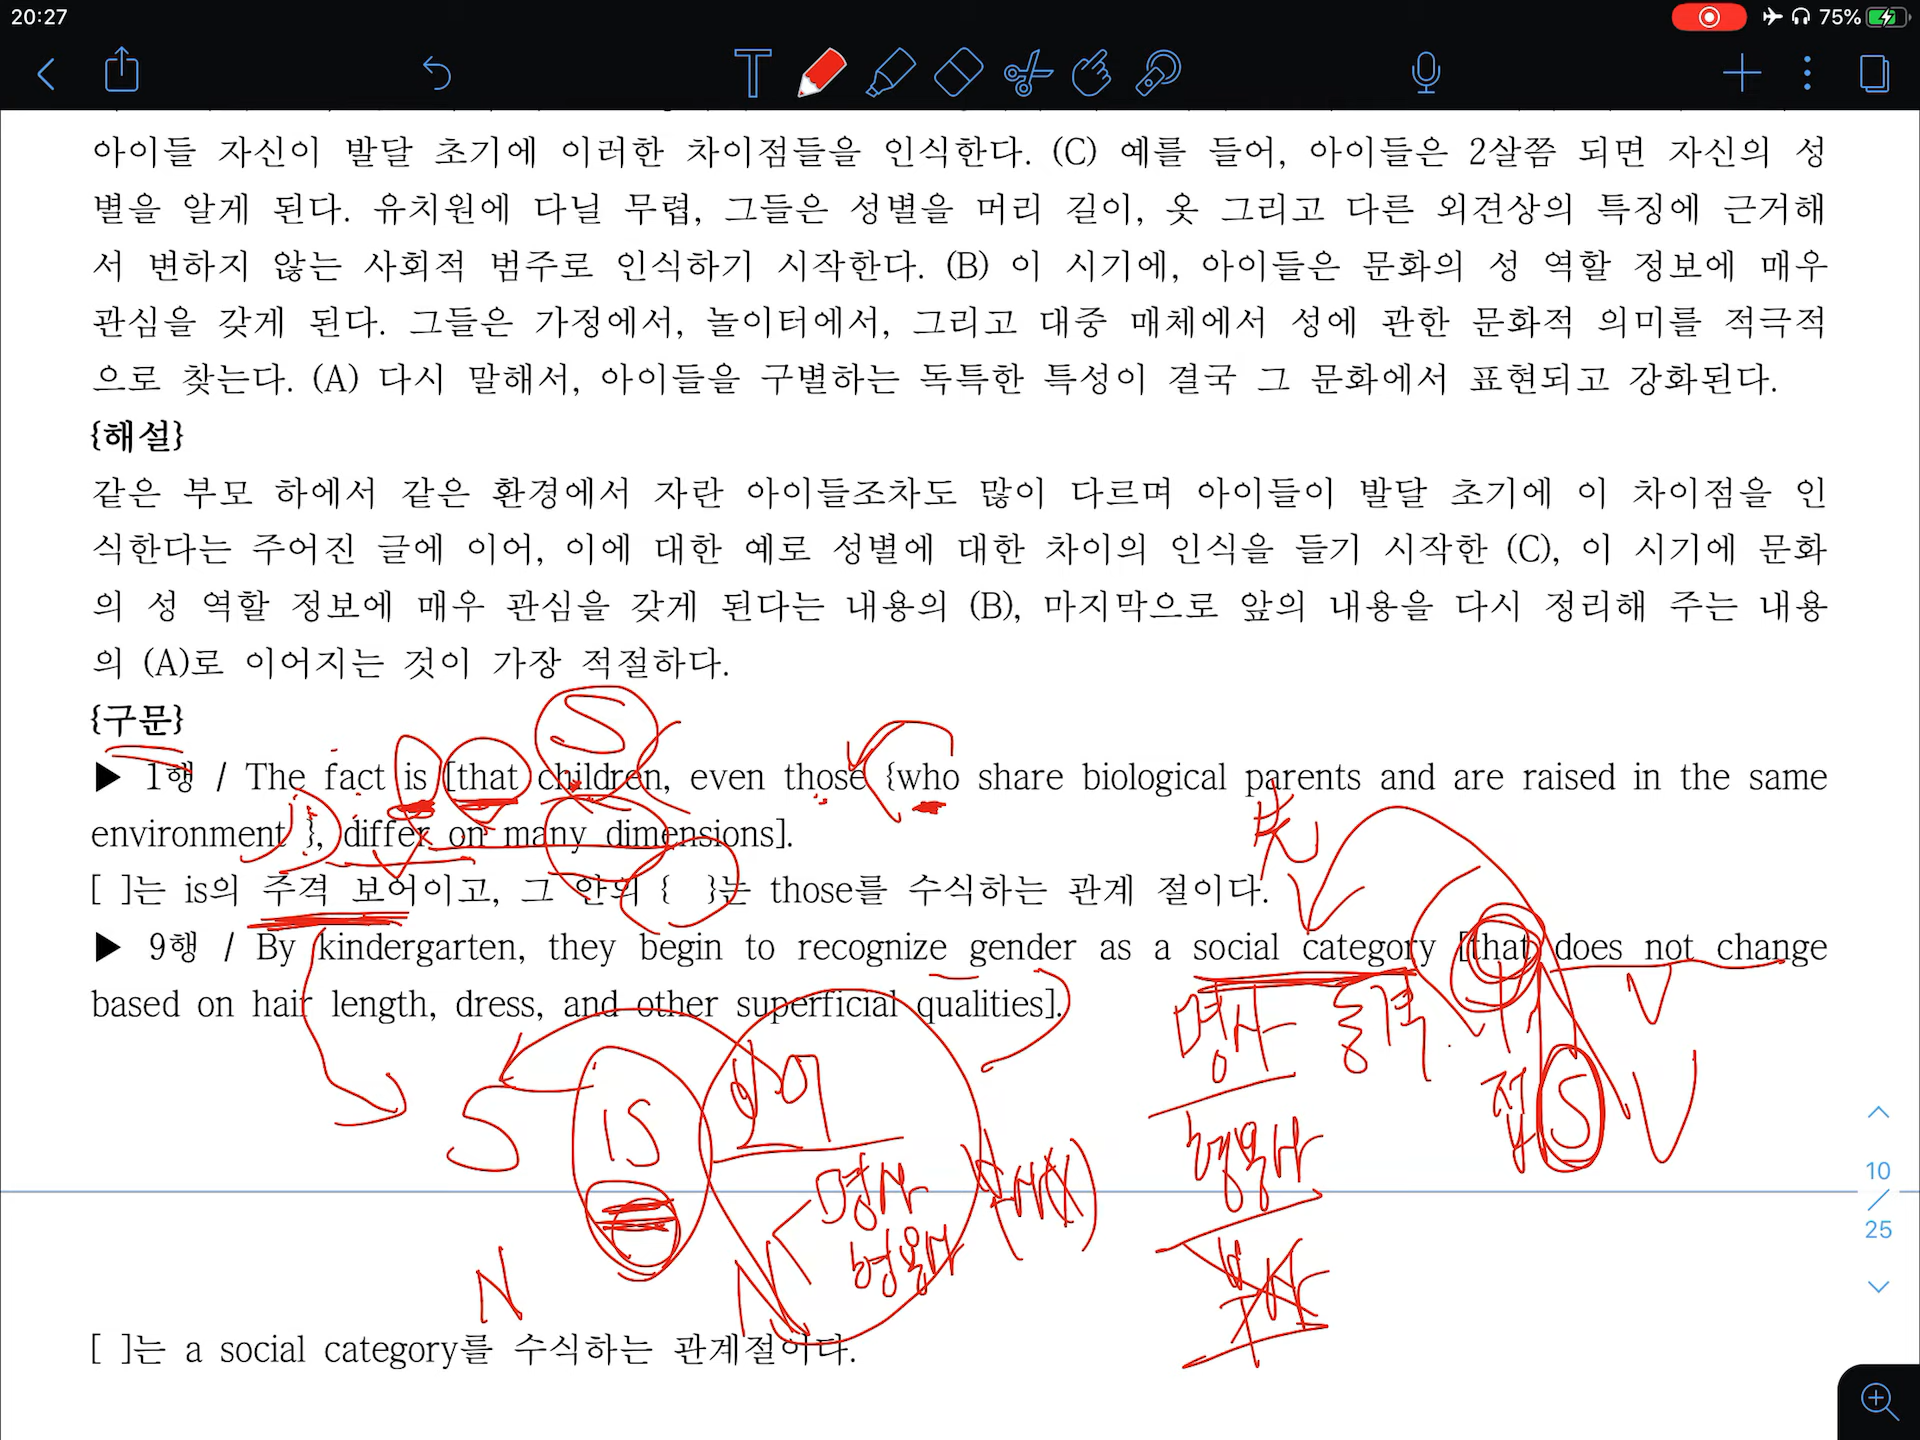 20:27
75%
아이들 자신이 발달 초기에 이러한 차이점들을 인식한다. (C) 예를 들어, 아이들은 2살쯤 되면 자신의 성
별을 알게 된다. 유치원에 다닐 무렵, 그들은 성별을 머리 길이, 옷 그리고 다른 외견상의 특징에 근거해
서 변하지 않는 사회적 범주로 인식하기 시작한다. (B) 이 시기에, 아이들은 문화의 성 역할 정보에 매우
관심을 갖게 된다. 그들은 가정에서, 놀이터에서, 그리고 대중 매체에서 성에 관한 문화적 의미를 적극적
으로 찾는다. (A) 다시 말해서, 아이들을 구별하는 독특한 특성이 결국 그 문화에서 표현되고 강화된다.
{해설}
같은 부모 하에서 같은 환경에서 자란 아이들조차도 많이 다르며 아이들이 발달 초기에 이 차이점을 인
식한다는 주어진 글에 이어, 이에 대한 예로 성별에 대한 차이의 인식을 들기 시작한 (C), 이 시기에 문화
의 성 역할 정보에 매우 관심을 갖게 된다는 내용의 (B), 마지막으로 앞의 내용을 다시 정리해 주는 내용
의 (A)로 이어지는 것이 가장 적절하다.
S
{구문}
▶ 1행 / The fact is [that children, even those {who share biological parents and are raised in the same
environment }, differ on many dimensions].
[ ]는 is의 주격 보어이고, 그 안의 { }는 those를 수식하는 관계 절이다.
▶ 9행 / By kindergarten, they begin to recognize gender as a social category [that does not change
based on hair length, dress, and other superficial qualities].
V
명사 동격
S
V
S
IS
형용사
명사
형용사
10
/
25
N
N
부사
[ ]는 a social category를 수식하는 관계절이다.